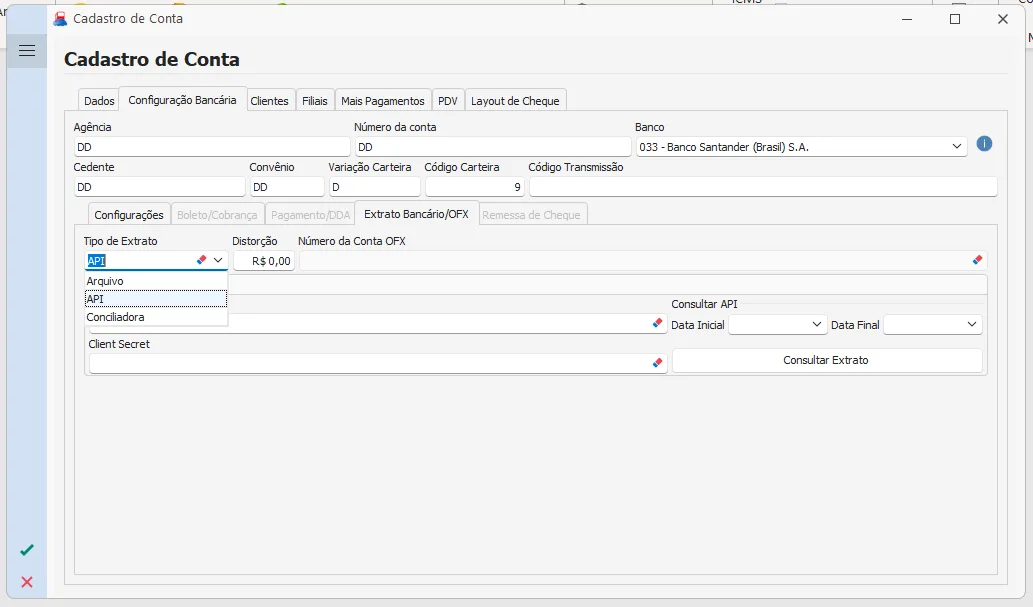 Cadastro de Conta
Cadastro de Conta
Dados Configuração Bancária Clientes Filiais Mais Pagamentos PDV Layout de Cheque
Agência Número da conta Banco
DD DD 033 - Banco Santander (Brasil) S.A.
Cedente Convênio Variação Carteira Código Carteira Código Transmissão
DD DD D 9
Configurações Boleto/Cobrança Pagamento/DDA Extrato Bancário/OFX Remessa de Cheque
Tipo de Extrato Distorção Número da Conta OFX
API R$ 0,00
Arquivo
API
Conciliadora
Consultar API
Data Inicial Data Final
Client Secret
Consultar Extrato